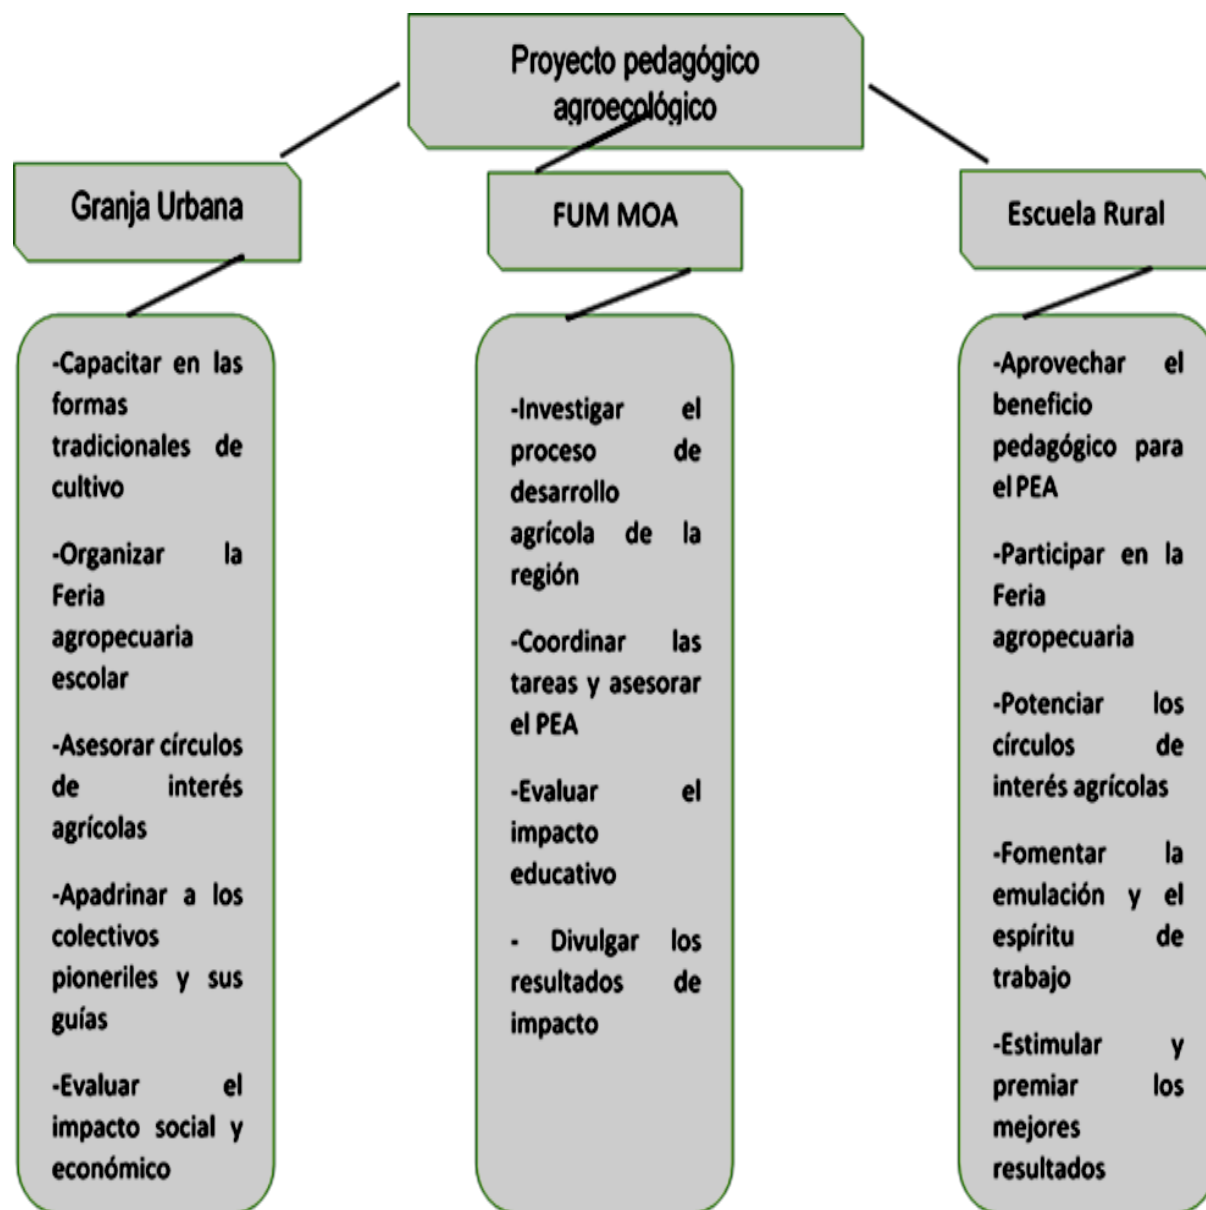 Proyecto pedagógico
agroecológico
Granja Urbana
FUM MOA
Escuela Rural
-Capacitar en las
formas
tradicionales de
cultivo
-Organizar la
Feria
agropecuaria
escolar
-Asesorar círculos
de interés
agrícolas
-Apadrinar a los
colectivos
pioneriles y sus
guías
-Evaluar el
impacto social y
económico
-Investigar el
proceso de
desarrollo
agrícola de la
región
-Coordinar las
tareas y asesorar
el PEA
-Evaluar el
impacto
educativo
- Divulgar los
resultados de
impacto
-Aprovechar el
beneficio
pedagógico para
el PEA
-Participar en la
Feria
agropecuaria
-Potenciar los
círculos de
interés agrícolas
-Fomentar la
emulación y el
espíritu de
trabajo
-Estimular y
premiar los
mejores
resultados